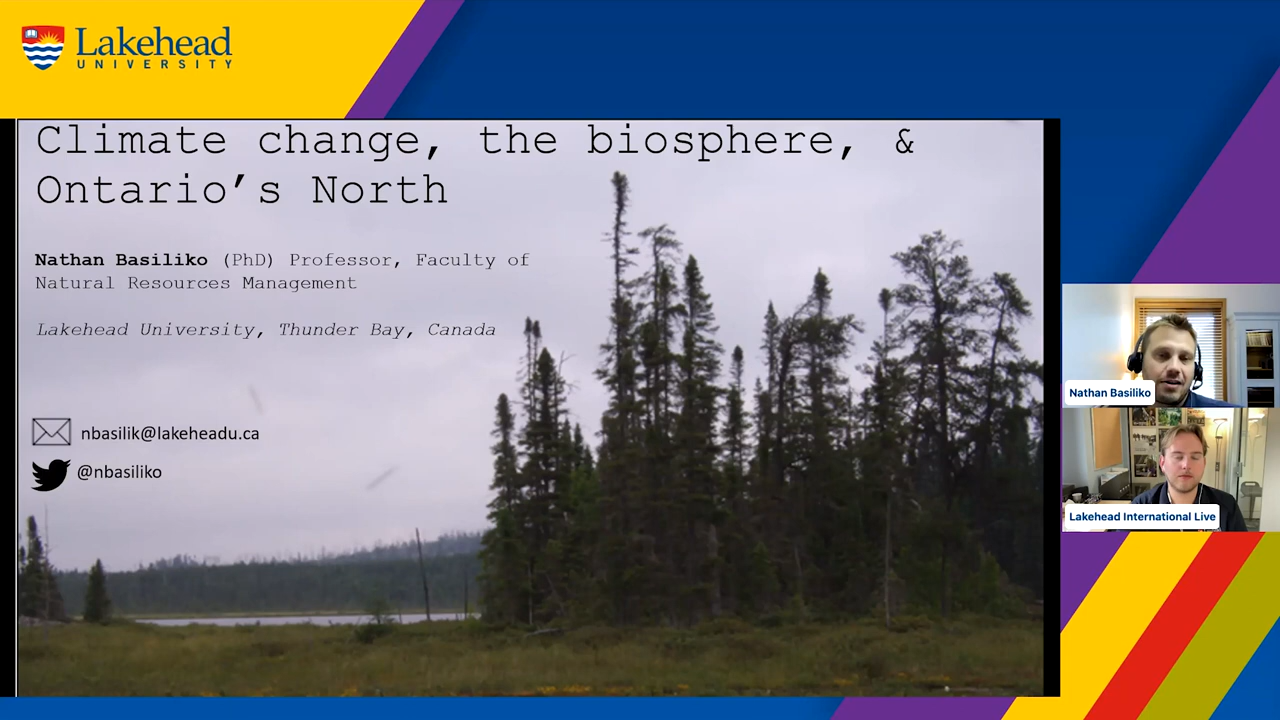 Lakehead
UNIVERSITY
Climate change, the biosphere, &
Ontario’s North
Nathan Basiliko (PhD) Professor, Faculty of
Natural Resources Management
Lakehead University, Thunder Bay, Canada
nbasilik@lakeheadu.ca
@nbasiliko
Nathan Basiliko
Lakehead International Live